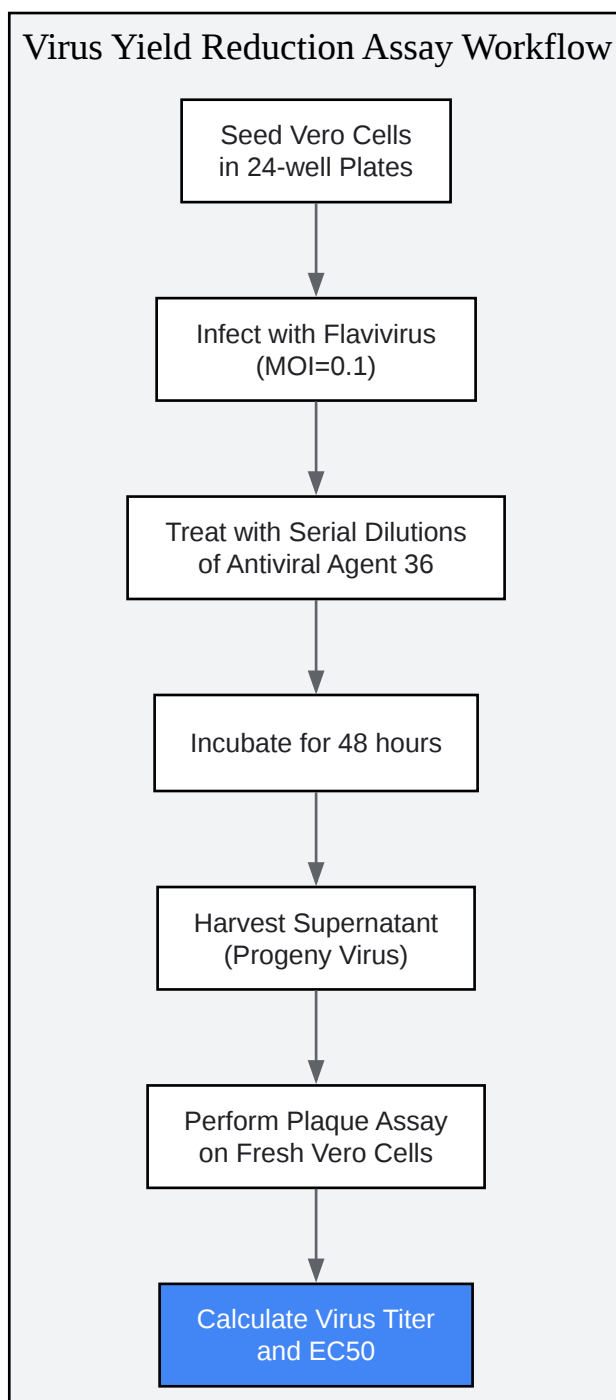 Virus Yield Reduction Assay Workflow
Seed Vero Cells
in 24-well Plates
Infect with Flavivirus
(MOI=0.1)
Treat with Serial Dilutions
of Antiviral Agent 36
Incubate for 48 hours
Harvest Supernatant
(Progeny Virus)
Perform Plaque Assay
on Fresh Vero Cells
Calculate Virus Titer
and EC50